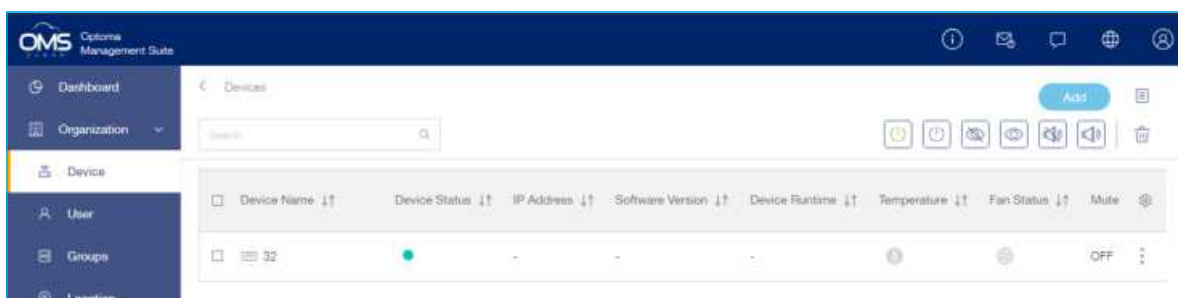 OMS Optoma
Management Suite
Dashboard
Devices
Add
Organization
Search
Device
Device Name Device Status IP Address Software Version Device Runtime Temperature Fan Status Mute
User
Groups
32 - - - OFF
Location